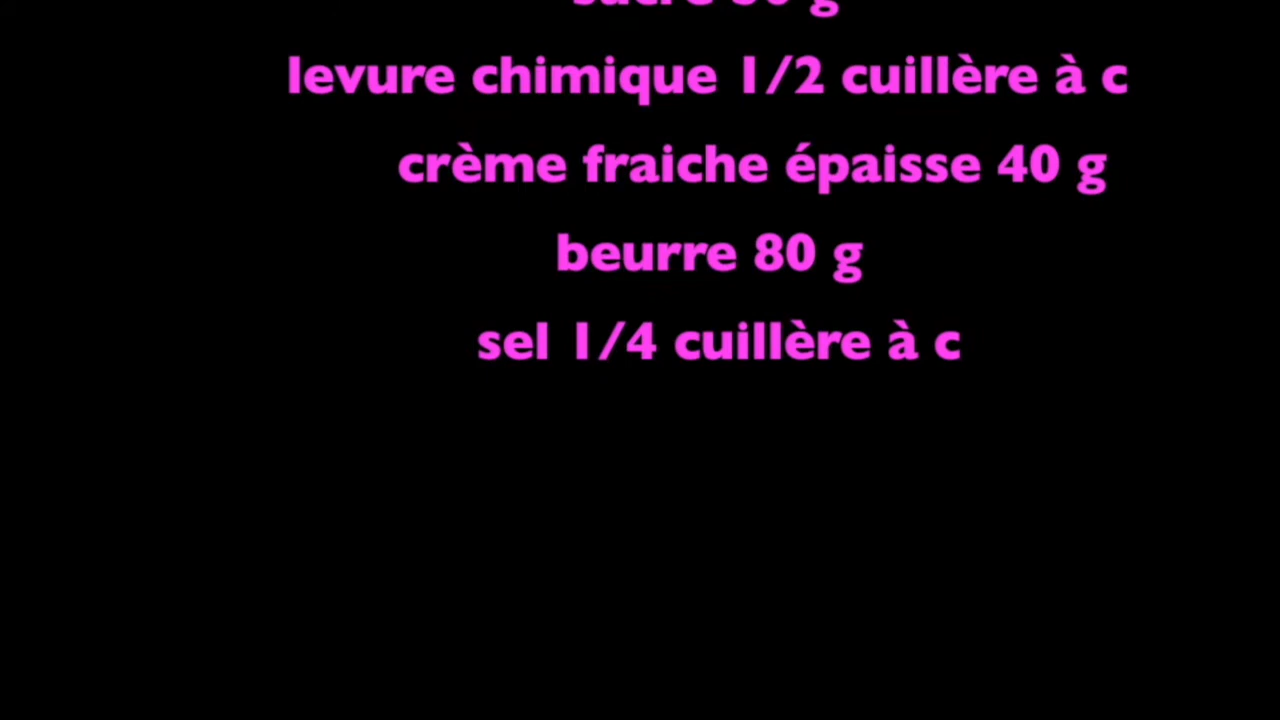 levure chimique 1/2 cuillère à c
crème fraiche épaisse 40 g
beurre 80 g
sel 1/4 cuillère à c